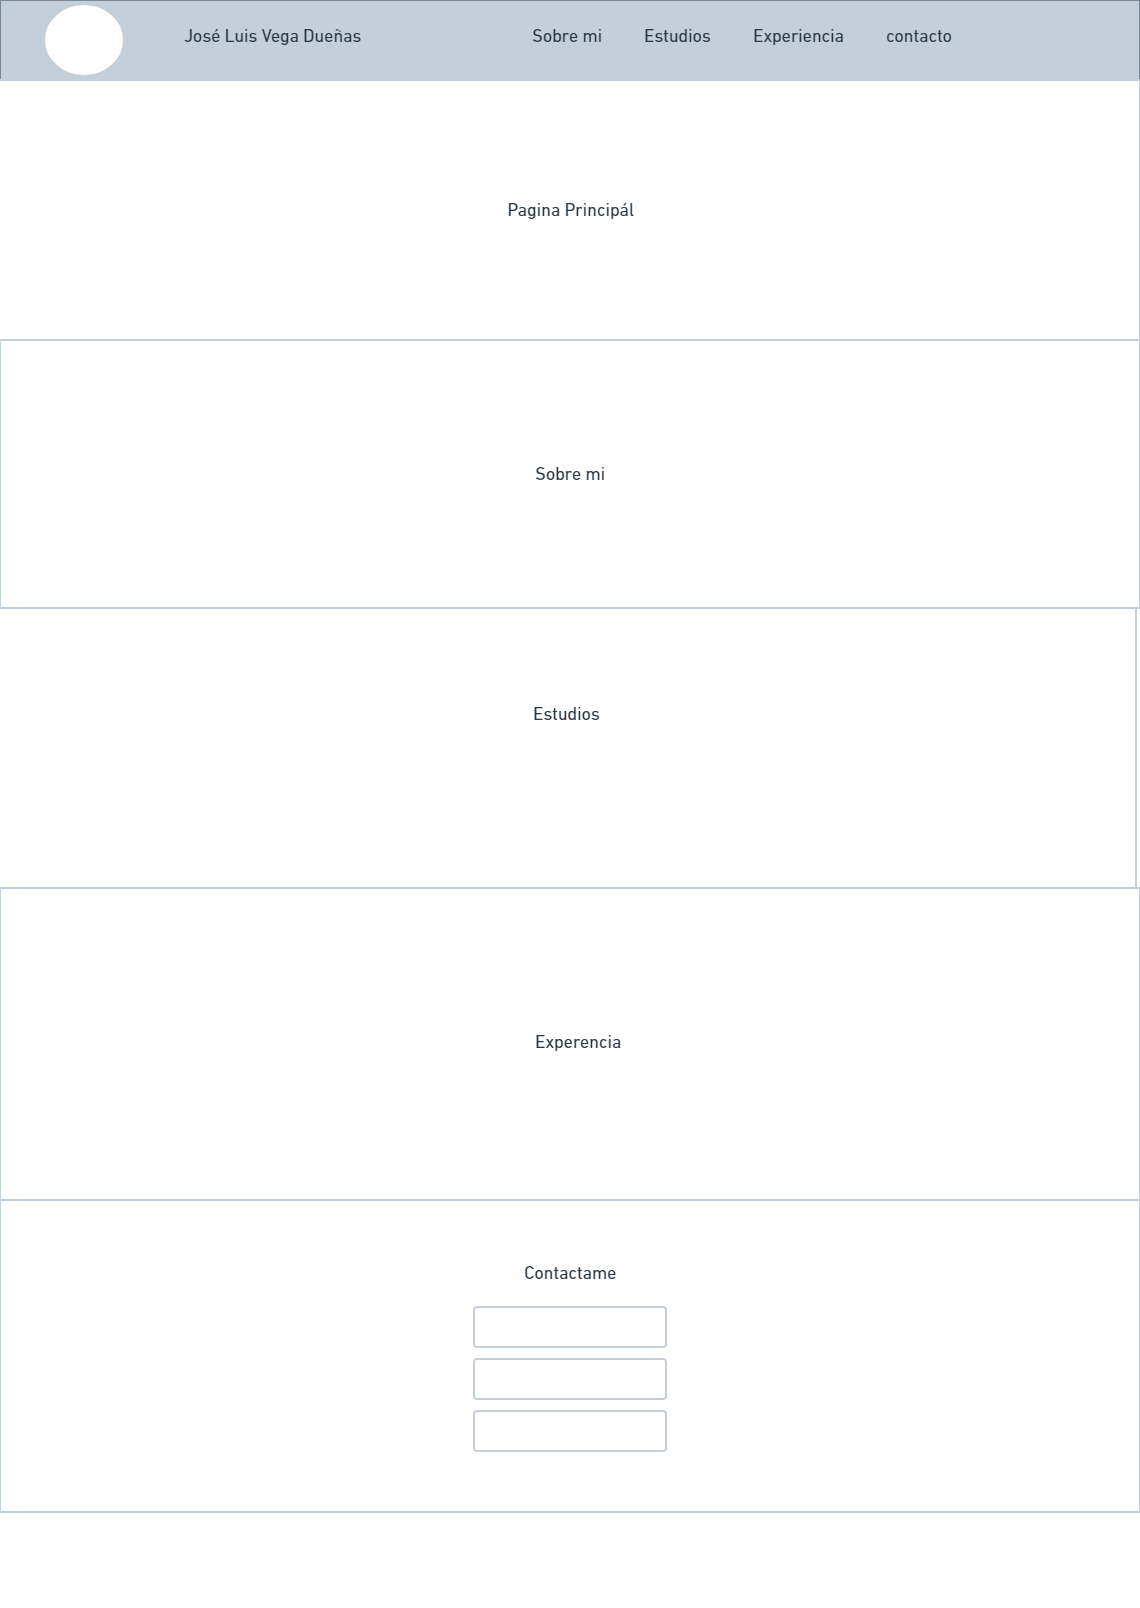 José Luis Vega Dueñas Sobre mi Estudios Experiencia contacto
Pagina Principál
Sobre mi
Estudios
Experencia
Contactame